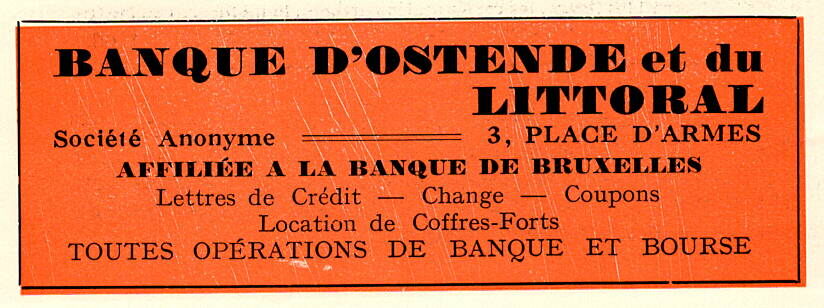 BANQUE D'OSTENDE et du
LITTORAL
Société Anonyme 3, PLACE D'ARMES
AFFILIÉE A LA BANQUE DE BRUXELLES
Lettres de Crédit — Change — Coupons
Location de Coffres-Forts
TOUTES OPÉRATIONS DE BANQUE ET BOURSE